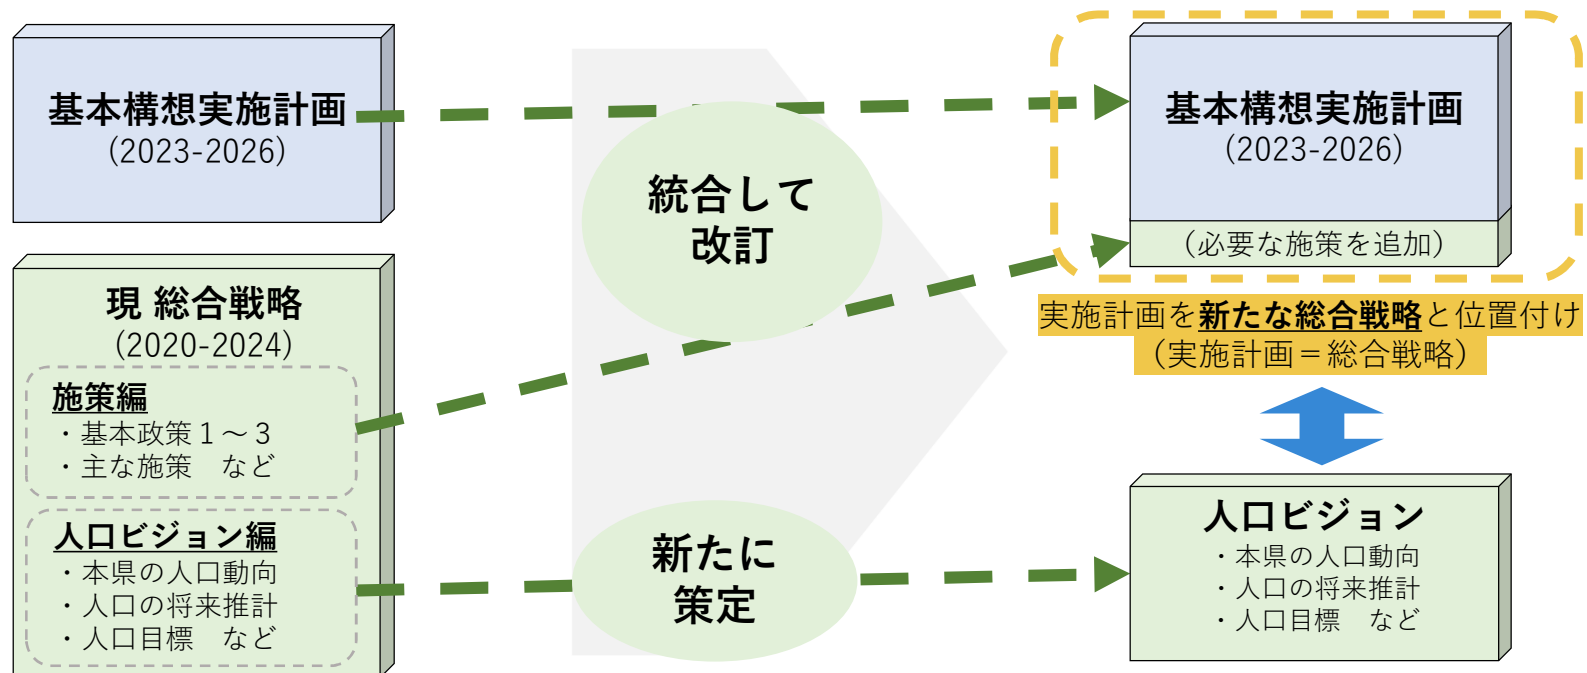 基本構想実施計画
(2023-2026)
現 総合戦略
(2020-2024)
施策編
・基本政策１～３
・主な施策　など
人口ビジョン編
・本県の人口動向
・人口の将来推計
・人口目標　など
統合して
改訂
新たに
策定
基本構想実施計画
(2023-2026)
（必要な施策を追加）
実施計画を新たな総合戦略と位置付け
（実施計画＝総合戦略）
人口ビジョン
・本県の人口動向
・人口の将来推計
・人口目標　など